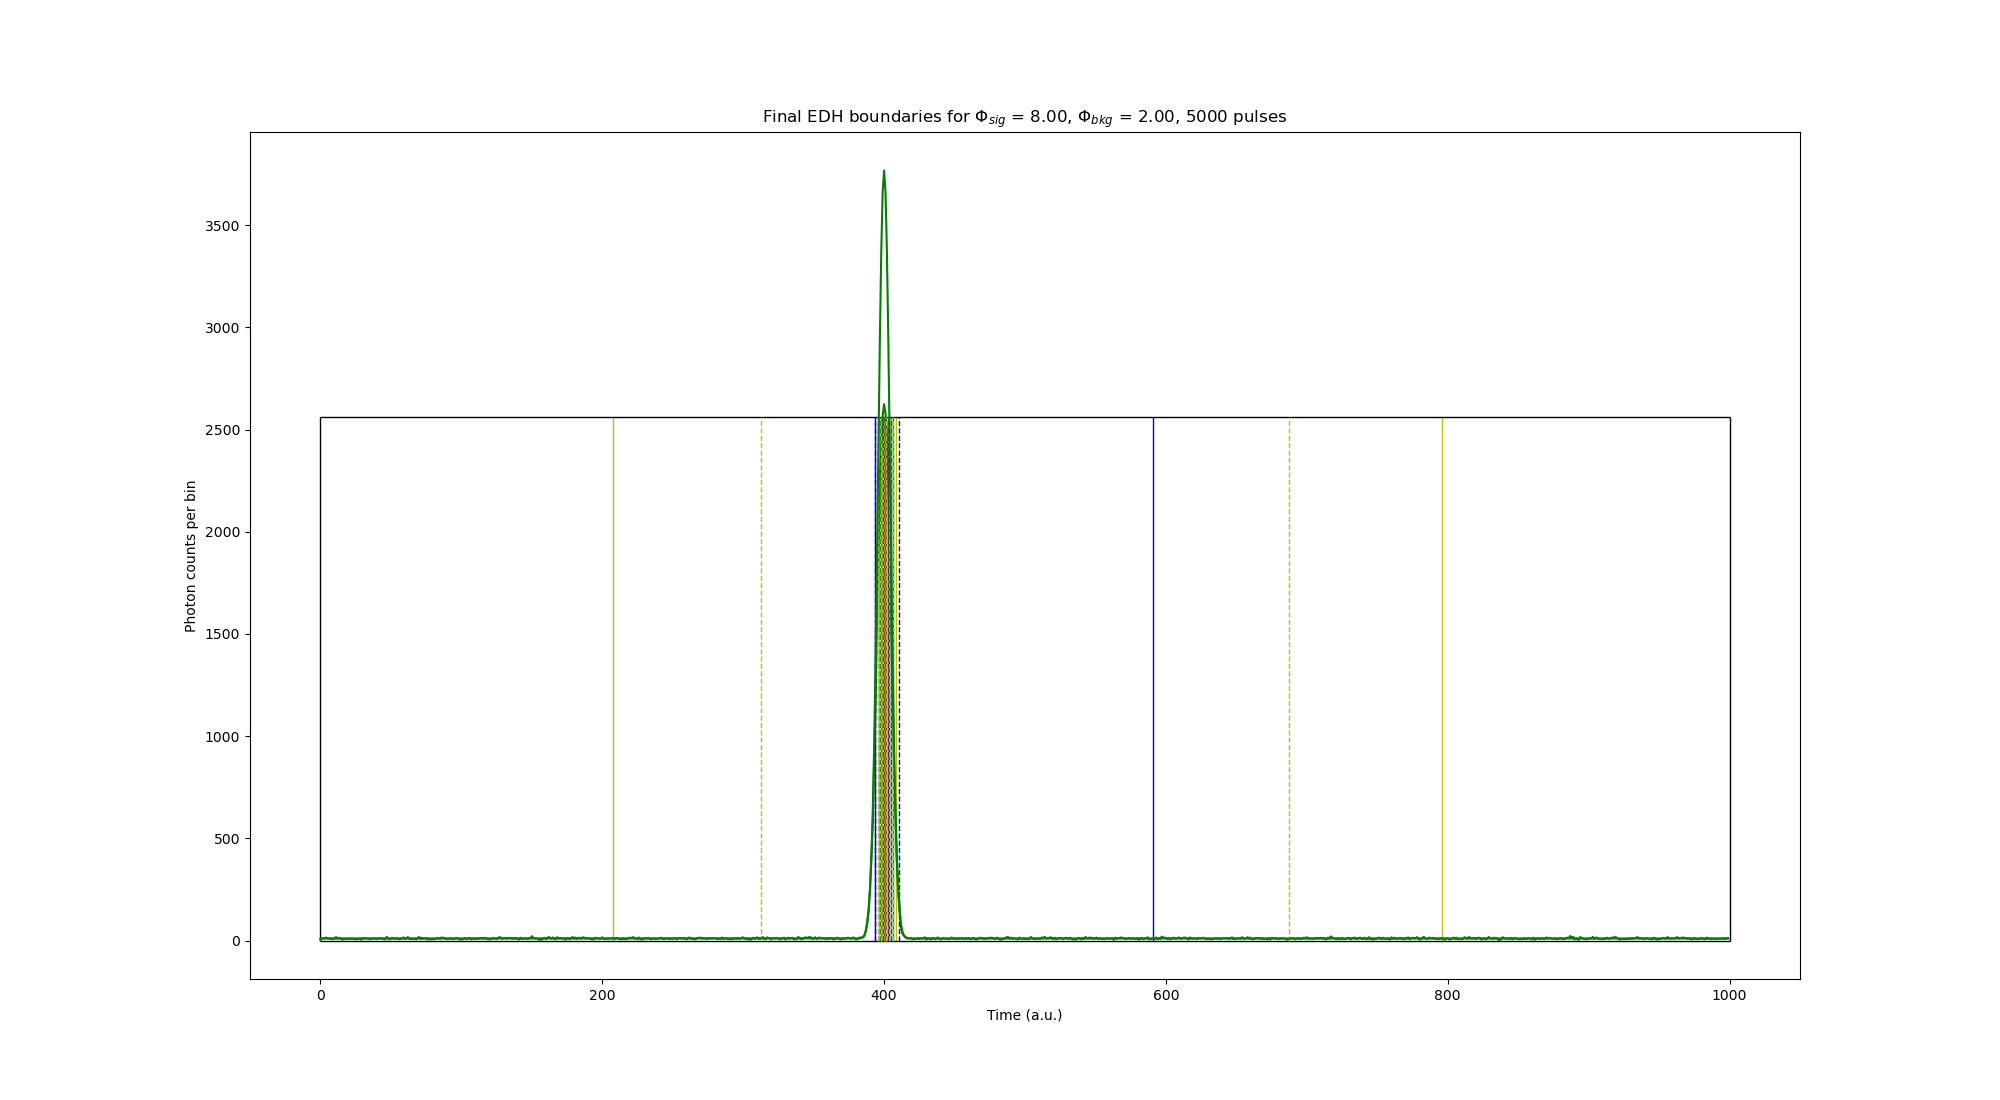 Final EDH boundaries for Φsig = 8.00, Φbkg = 2.00, 5000 pulses
3500
3000
2500
2000
1500
1000
500
0
Photon counts per bin
0 200 400 600 800 1000
Time (a.u.)